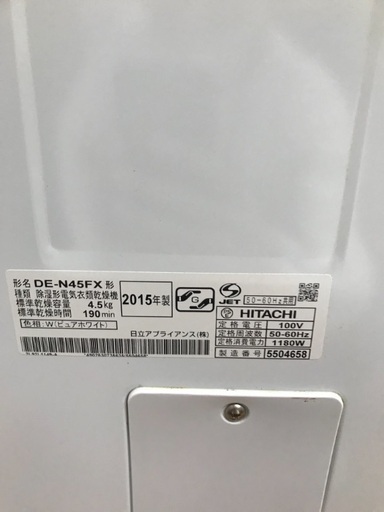 形名 DE-N45FX 形
種類 除湿形電気衣類乾燥機
標準乾燥容量 4.5kg
標準乾燥時間 190min
色相:W(ピュアホワイト)
2015年製
G
日立アプライアンス(株)
S
JET
50-60Hz共用
HITACHI
定格電圧 100V
定格周波数 50-60Hz
定格消費電力 1180W
製造番号 5504658